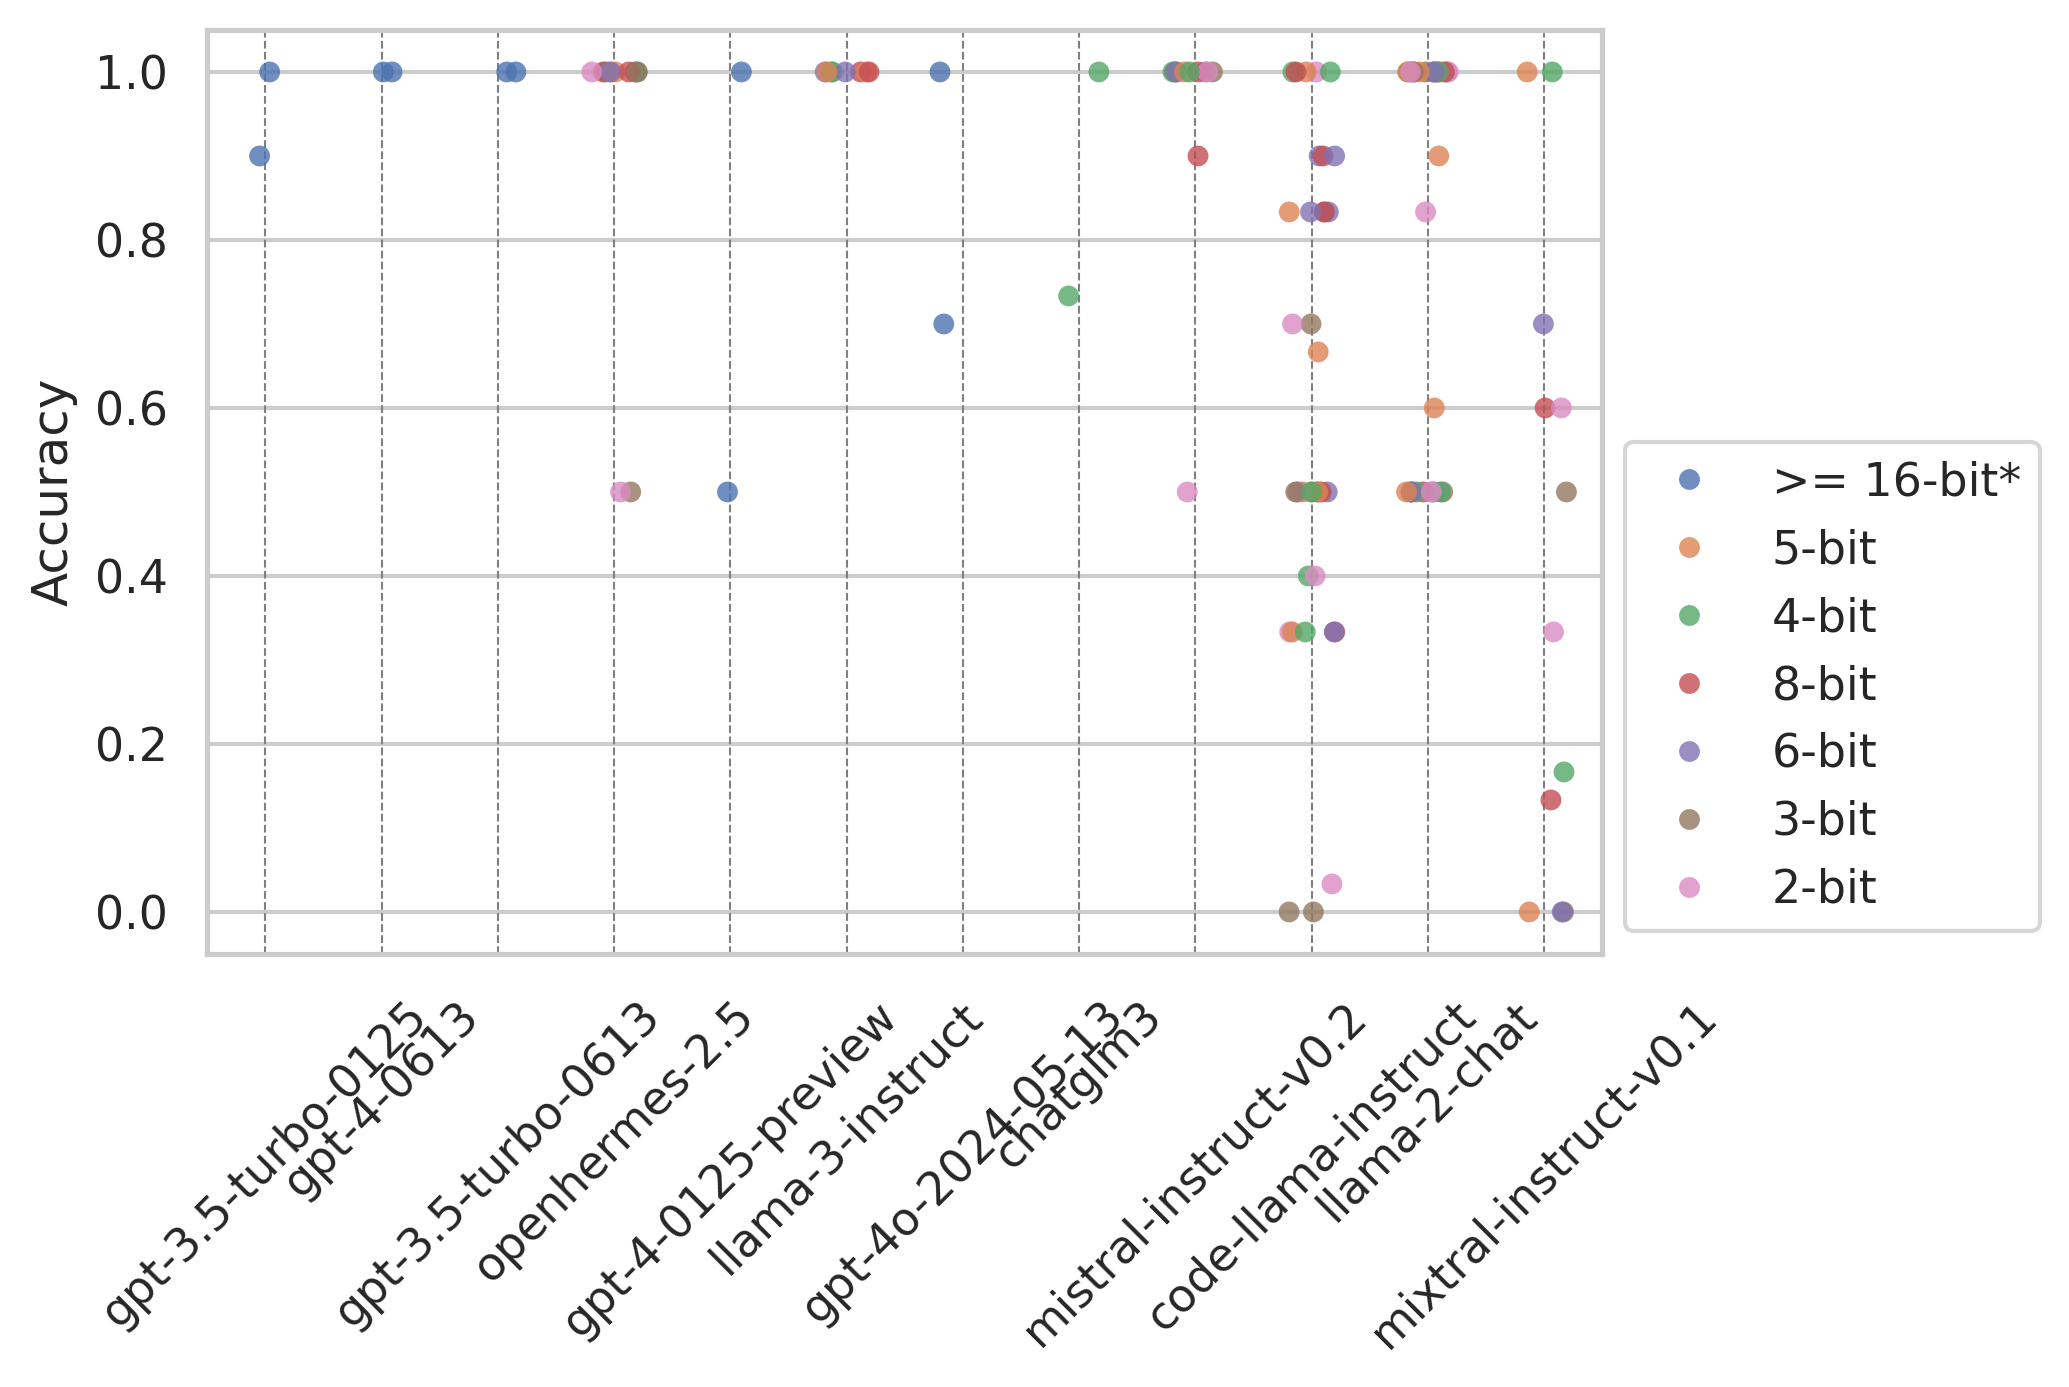 1.0
0.8
0.6
0.4
0.2
0.0
Accuracy
>= 16-bit*
5-bit
4-bit
8-bit
6-bit
3-bit
2-bit
gpt-3.5-turbo-0125
gpt-4-0613
gpt-3.5-turbo-0613
openhermes-2.5
gpt-4-0125-preview
llama-3-instruct
gpt-4o-2024-05-13
chatglm3
mistral-instruct-v0.2
code-llama-instruct
llama-2-chat
mixtral-instruct-v0.1